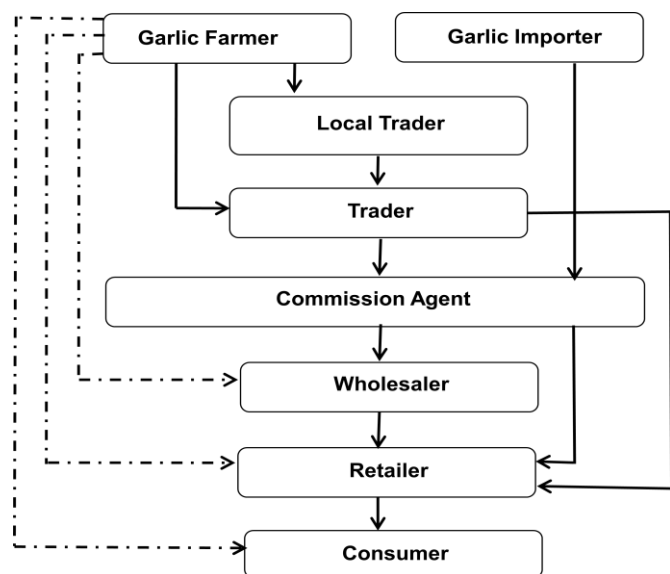 Garlic Farmer
Garlic Importer
Local Trader
Trader
Commission Agent
Wholesaler
Retailer
Consumer